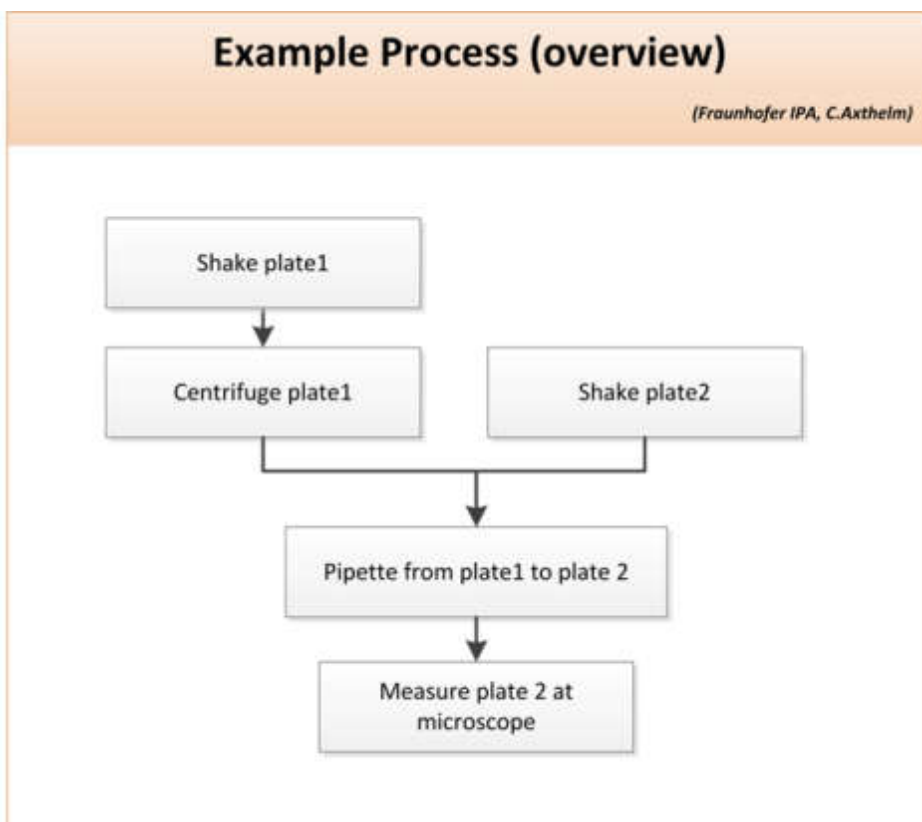 Example Process (overview)
(Fraunhofer IPA, C.Axthelm)
Shake plate1
Centrifuge plate1
Shake plate2
Pipette from plate1 to plate 2
Measure plate 2 at
microscope